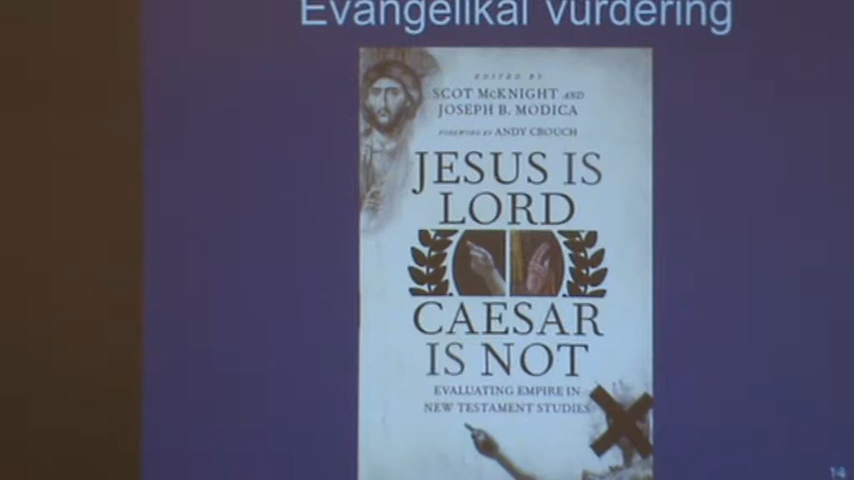 Evangelikal vurdering
EDITED BY
SCOT McKNIGHT AND
JOSEPH B. MODICA
FOREWORD BY ANDY CROUCH
JESUS IS
LORD
CAESAR
IS NOT
EVALUATING EMPIRE IN
NEW TESTAMENT STUDIES
14